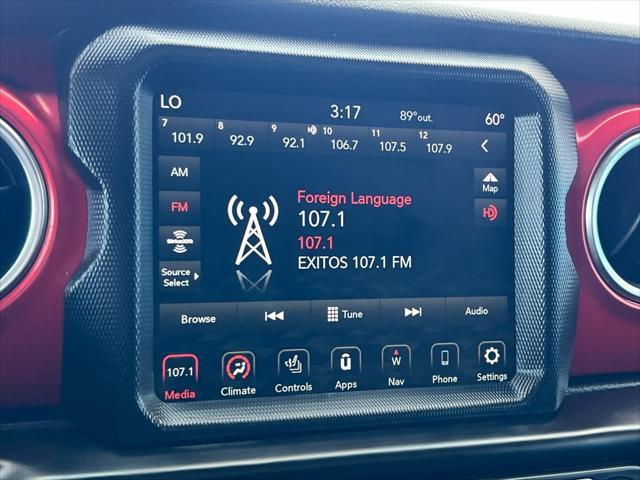 LO 3:17 89°out. 60°
7 8 9 10 11 12
101.9 92.9 92.1 106.7 107.5 107.9
AM
FM
SiriusXM
Source
Select
Foreign Language
107.1
107.1
EXITOS 107.1 FM
Map
HD
Browse Tune Audio
107.1 W
Media Climate Controls Apps Nav Phone Settings